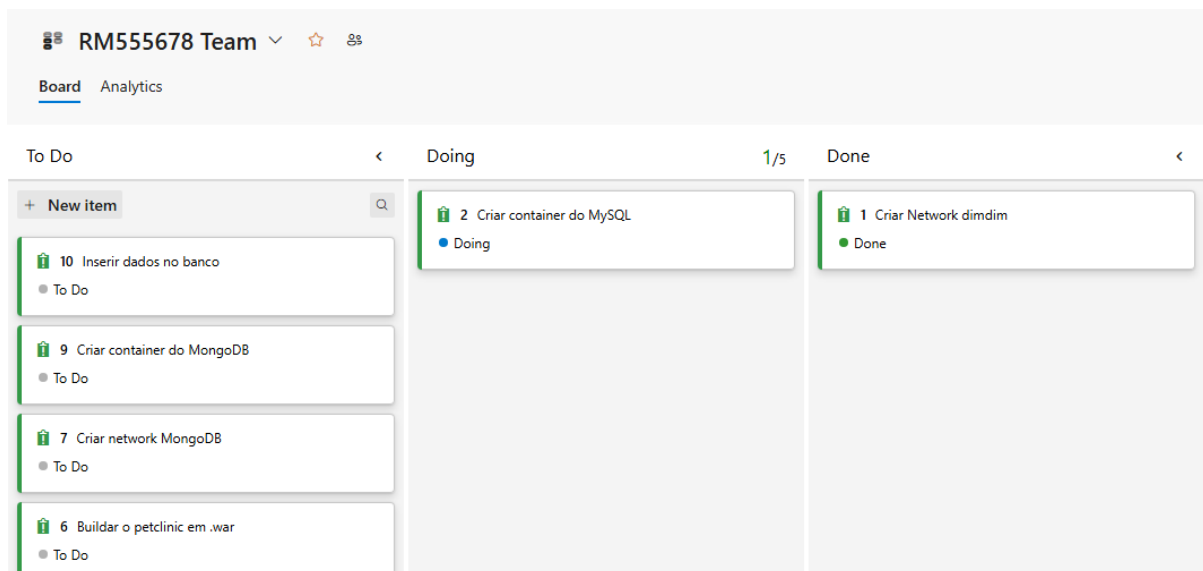 RM555678 Team
Board Analytics
To Do
+ New item
10 Inserir dados no banco
To Do
9 Criar container do MongoDB
To Do
7 Criar network MongoDB
To Do
6 Buildar o petclinic em .war
To Do
Doing 1/5
2 Criar container do MySQL
Doing
Done
1 Criar Network dimdim
Done